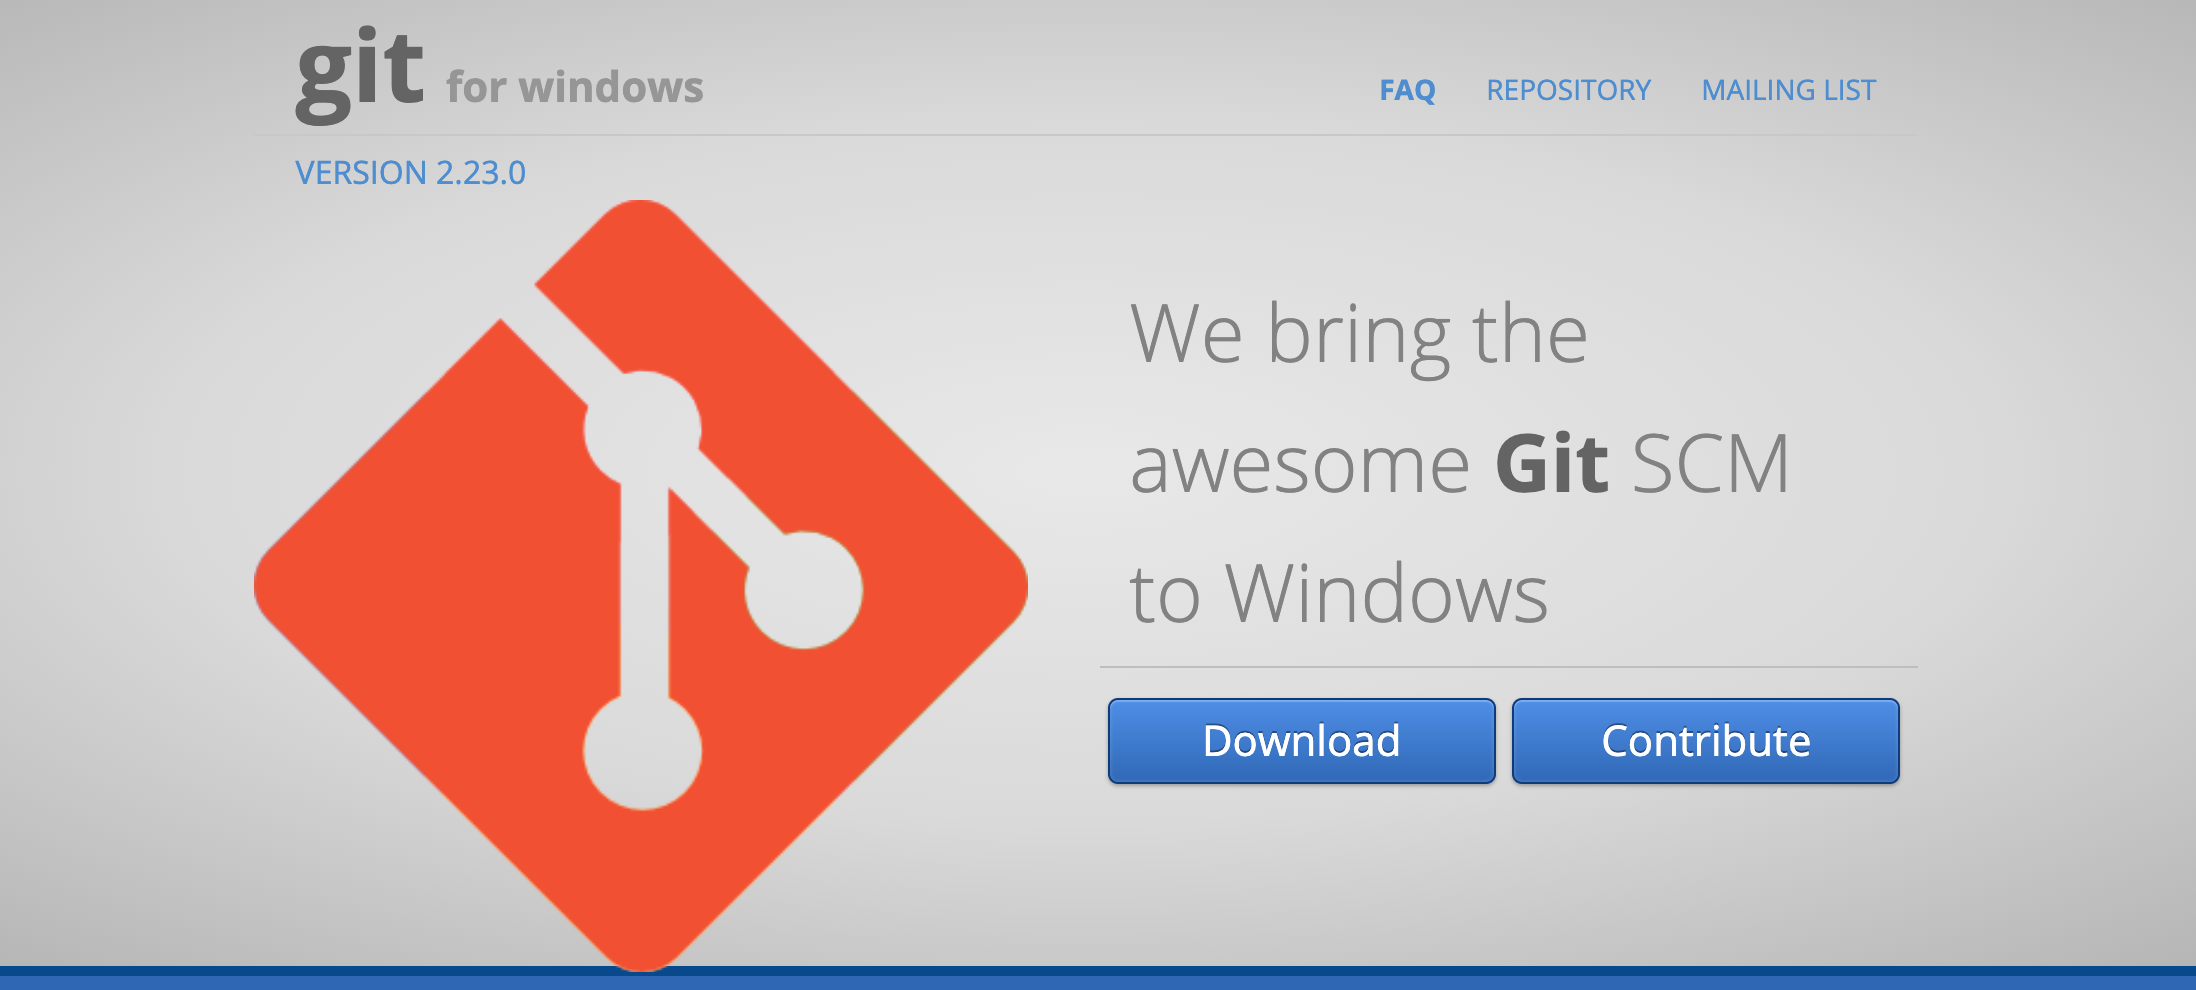 git for windows
FAQ REPOSITORY MAILING LIST
VERSION 2.23.0
We bring the
awesome Git SCM
to Windows
Download Contribute